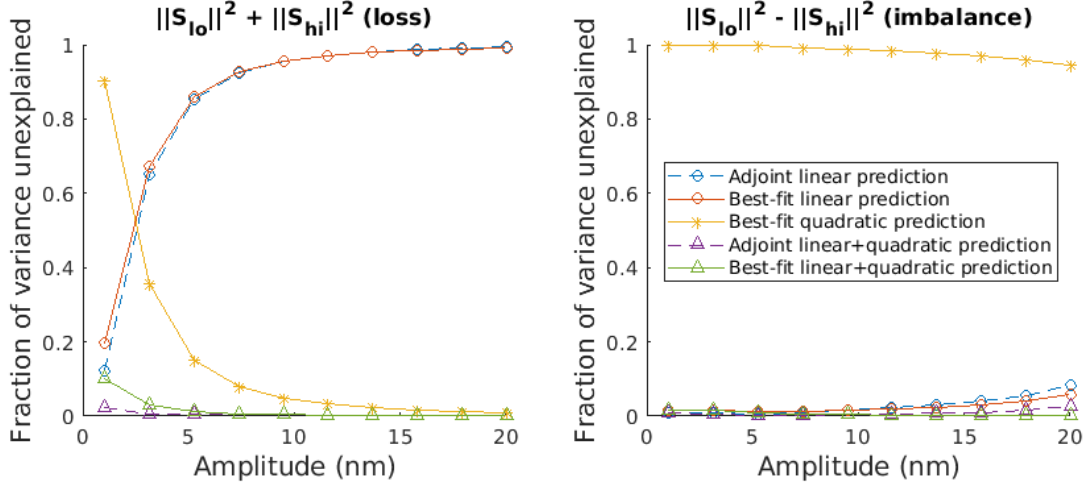 ||S_lo||^2 + ||S_hi||^2 (loss)
Fraction of variance unexplained
1
0.8
0.6
0.4
0.2
0
0 5 10 15 20
Amplitude (nm)
||S_lo||^2 - ||S_hi||^2 (imbalance)
Fraction of variance unexplained
1
0.8
0.6
0.4
0.2
0
Adjoint linear prediction
Best-fit linear prediction
Best-fit quadratic prediction
Adjoint linear+quadratic prediction
Best-fit linear+quadratic prediction
0 5 10 15 20
Amplitude (nm)